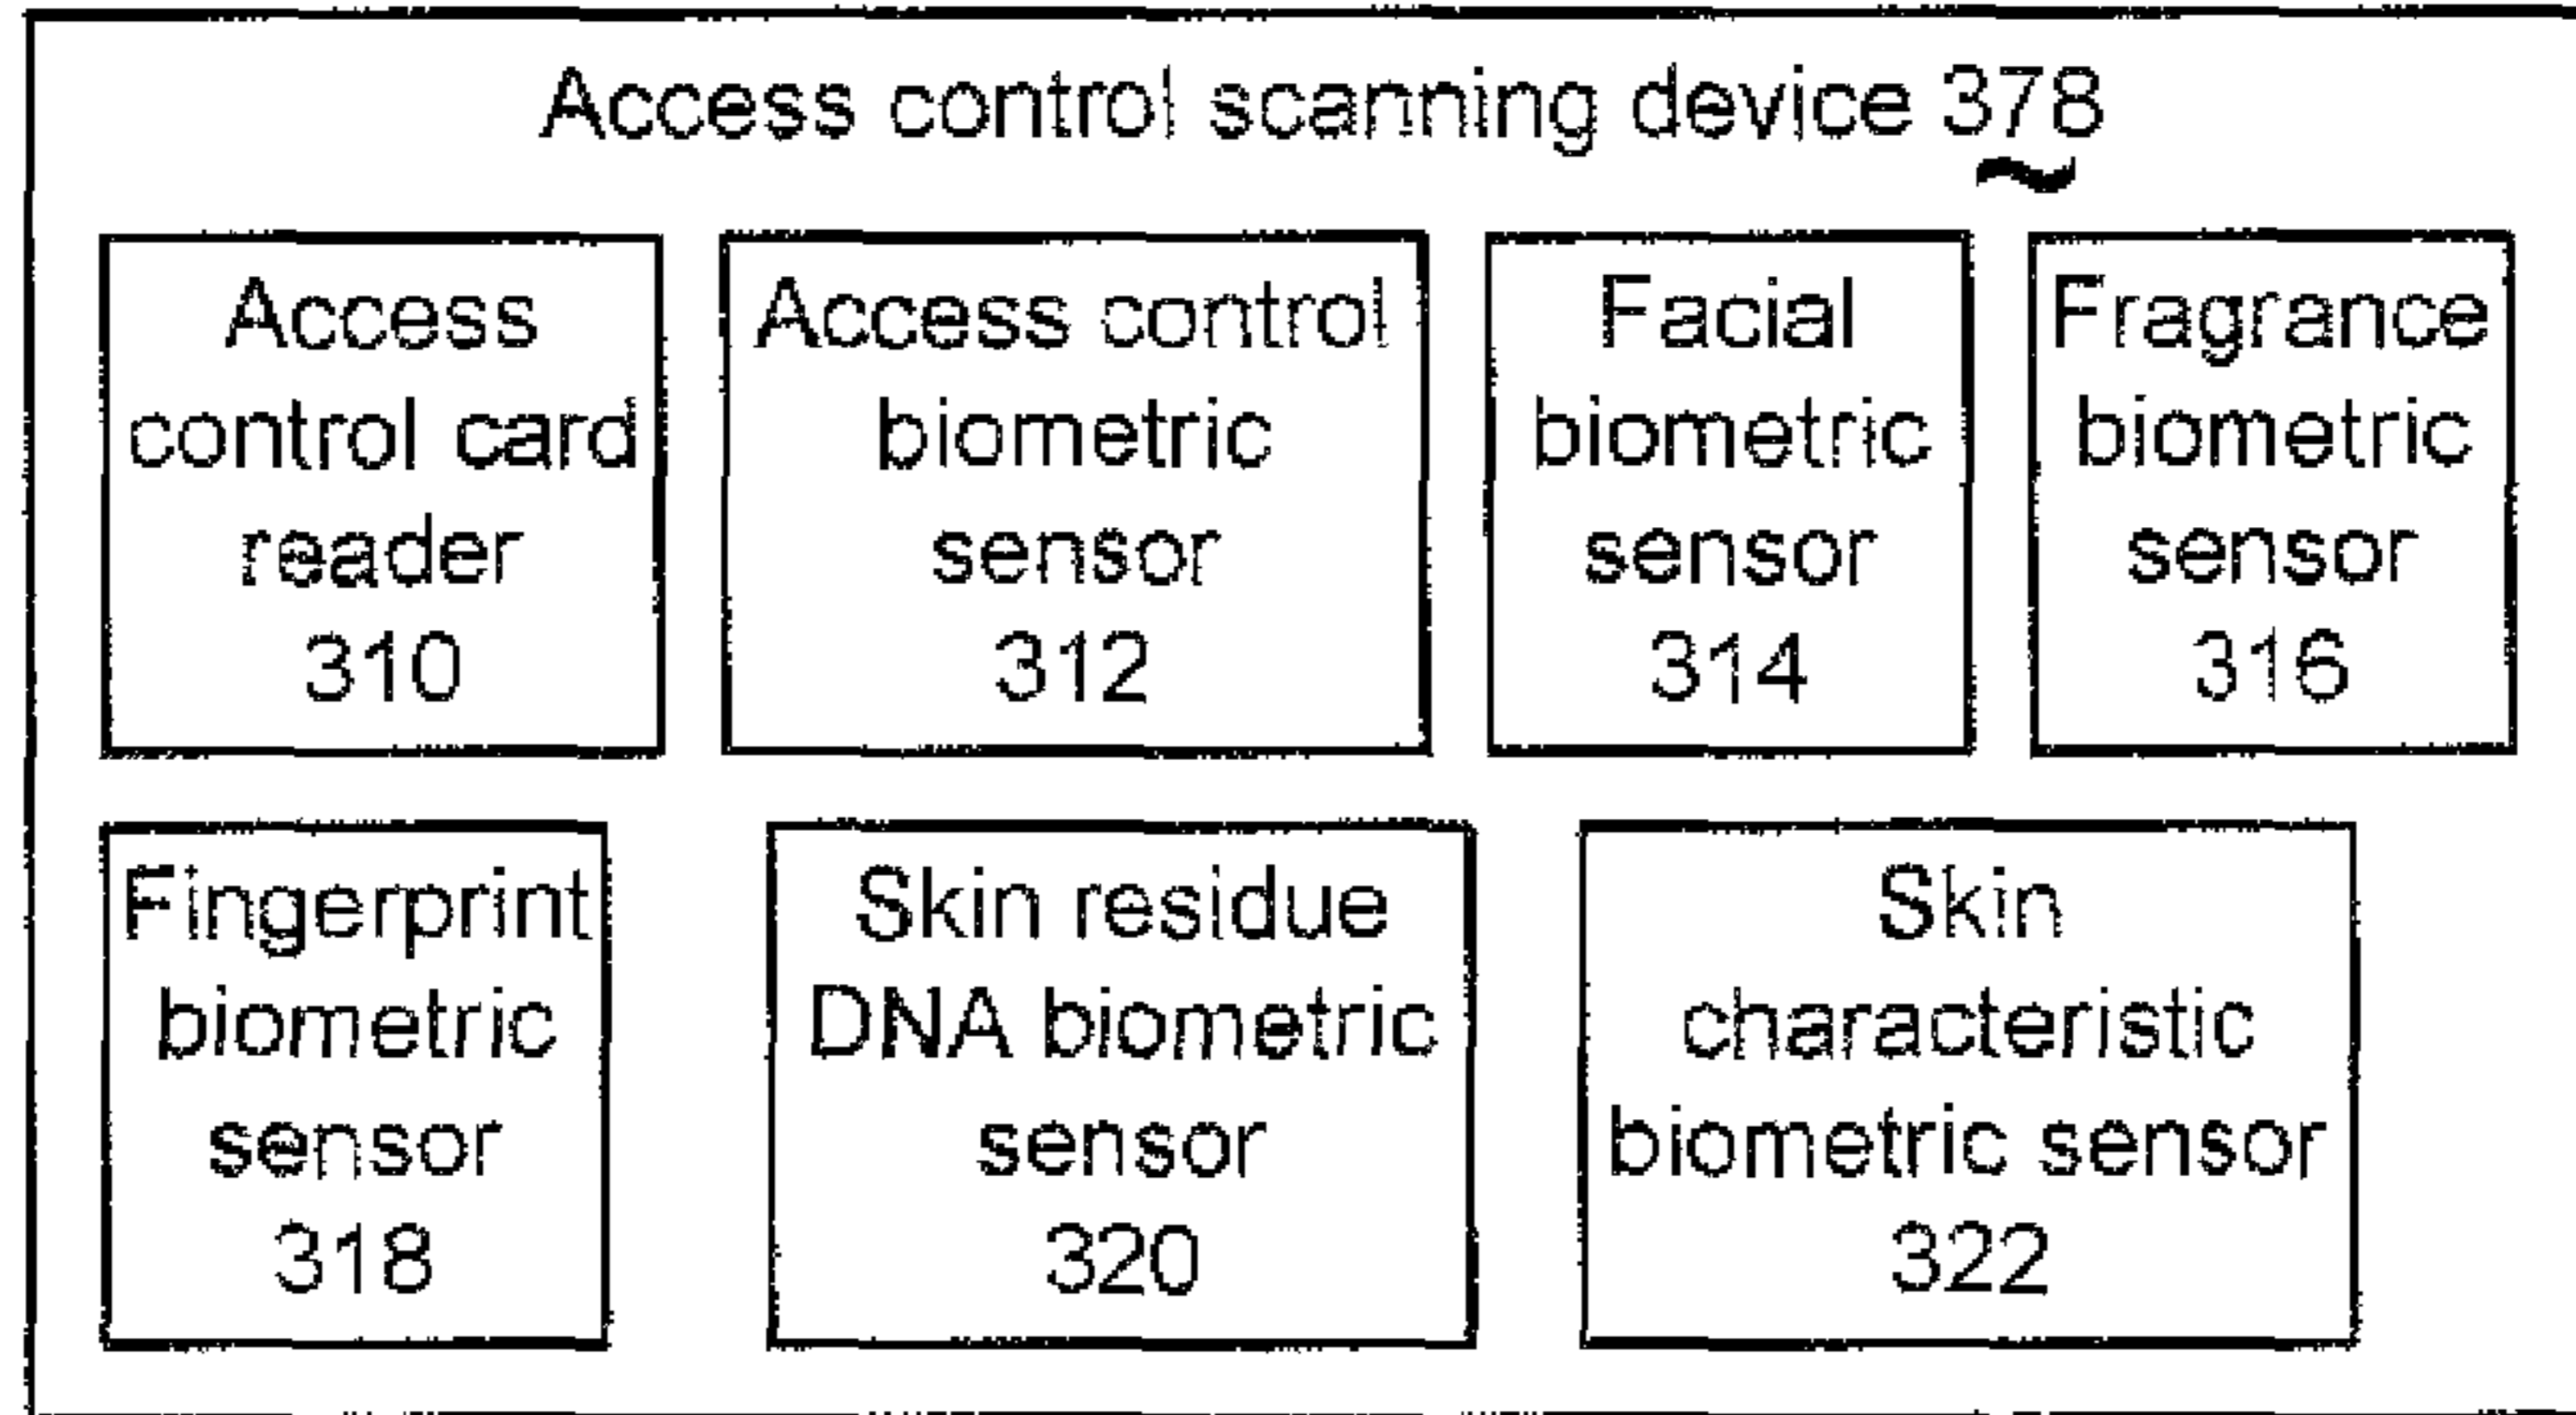 Access control scanning device 378
Access
control card
reader
310
Access control
biometric
sensor
312
Facial
biometric
sensor
314
Fragrance
biometric
sensor
316
Fingerprint
biometric
sensor
318
Skin residue
DNA biometric
sensor
320
Skin
characteristic
biometric sensor
322